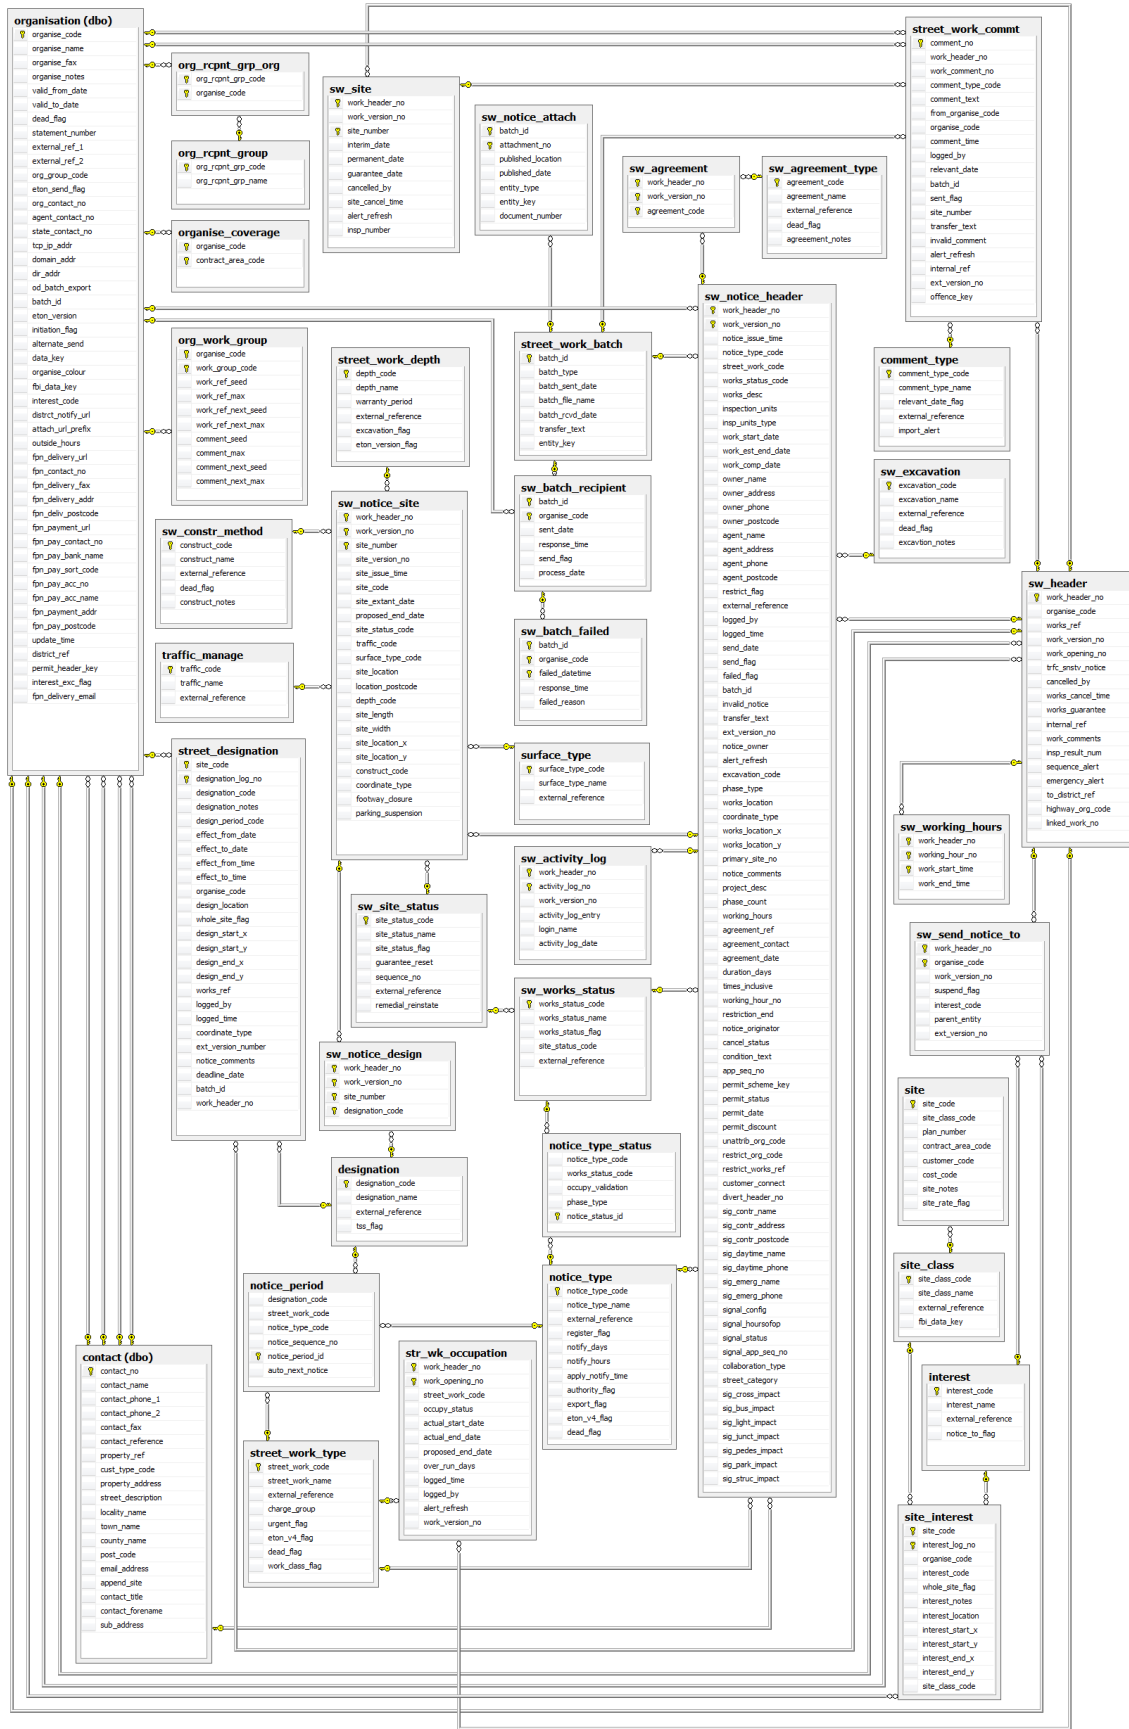 organisation (dbo)
organise_code
organise_name
organise_fax
organise_notes
valid_from_date
valid_to_date
dead_flag
statement_number
external_ref_1
external_ref_2
org_group_code
eton_send_flag
org_contact_no
agent_contact_no
state_contact_no
tcp_ip_addr
domain_addr
dir_addr
od_batch_export
batch_id
eton_version
initiation_flag
alternate_send
data_key
organise_colour
fbi_data_key
interest_code
distrct_notify_url
attach_url_prefix
outside_hours
fpn_delivery_url
fpn_contact_no
fpn_delivery_fax
fpn_delivery_addr
fpn_deliv_postcode
fpn_payment_url
fpn_pay_contact_no
fpn_pay_bank_name
fpn_pay_sort_code
fpn_pay_acc_no
fpn_pay_acc_name
fpn_payment_addr
fpn_pay_postcode
update_time
district_ref
permit_header_key
interest_exc_flag
fpn_delivery_email
org_rcpnt_grp_org
org_rcpnt_grp_code
organise_code
org_rcpnt_group
org_rcpnt_grp_code
org_rcpnt_grp_name
organise_coverage
organise_code
contract_area_code
org_work_group
organise_code
work_group_code
work_ref_seed
work_ref_max
work_ref_next_seed
work_ref_next_max
comment_seed
comment_max
comment_next_seed
comment_next_max
sw_constr_method
construct_code
construct_name
external_reference
dead_flag
construct_notes
traffic_manage
traffic_code
traffic_name
external_reference
street_designation
site_code
designation_log_no
designation_code
designation_notes
design_period_code
effect_from_date
effect_to_date
effect_from_time
effect_to_time
organise_code
design_location
whole_site_flag
design_start_x
design_start_y
design_end_x
design_end_y
works_ref
logged_by
logged_time
coordinate_type
ext_version_number
notice_comments
deadline_date
batch_id
work_header_no
contact (dbo)
contact_no
contact_name
contact_phone_1
contact_phone_2
contact_fax
contact_reference
property_ref
cust_type_code
property_address
street_description
locality_name
town_name
county_name
post_code
email_address
append_site
contact_title
contact_forename
sub_address
sw_site
work_header_no
work_version_no
site_number
interim_date
permanent_date
guarantee_date
cancelled_by
site_cancel_time
alert_refresh
insp_number
street_work_depth
depth_code
depth_name
warranty_period
external_reference
excavation_flag
eton_version_flag
sw_notice_site
work_header_no
work_version_no
site_number
site_version_no
site_issue_time
site_code
site_extant_date
proposed_end_date
site_status_code
traffic_code
surface_type_code
site_location
location_postcode
depth_code
site_length
site_width
site_location_x
site_location_y
construct_code
coordinate_type
footway_closure
parking_suspension
sw_site_status
site_status_code
site_status_name
site_status_flag
guarantee_reset
sequence_no
external_reference
remedial_reinstate
sw_notice_design
work_header_no
work_version_no
site_number
designation_code
designation
designation_code
designation_name
external_reference
tss_flag
notice_period
designation_code
street_work_code
notice_type_code
notice_sequence_no
notice_period_id
auto_next_notice
street_work_type
street_work_code
street_work_name
external_reference
charge_group
urgent_flag
eton_v4_flag
dead_flag
work_class_flag
str_wk_occupation
work_header_no
work_opening_no
street_work_code
occupy_status
actual_start_date
actual_end_date
proposed_end_date
over_run_days
logged_time
logged_by
alert_refresh
work_version_no
sw_notice_attach
batch_id
attachment_no
published_location
published_date
entity_type
entity_key
document_number
street_work_batch
batch_id
batch_type
batch_sent_date
batch_file_name
batch_rcvd_date
transfer_text
entity_key
sw_batch_recipient
batch_id
organise_code
sent_date
response_time
send_flag
process_date
sw_batch_failed
batch_id
organise_code
failed_datetime
response_time
failed_reason
surface_type
surface_type_code
surface_type_name
external_reference
sw_activity_log
work_header_no
activity_log_no
work_version_no
activity_log_entry
login_name
activity_log_date
sw_works_status
works_status_code
works_status_name
works_status_flag
site_status_code
external_reference
notice_type_status
notice_type_code
works_status_code
occupy_validation
phase_type
notice_status_id
notice_type
notice_type_code
notice_type_name
external_reference
register_flag
notify_days
notify_hours
apply_notify_time
authority_flag
export_flag
eton_v4_flag
dead_flag
sw_agreement
work_header_no
work_version_no
agreement_code
sw_agreement_type
agreement_code
agreement_name
external_reference
dead_flag
agreeement_notes
sw_notice_header
work_header_no
work_version_no
notice_issue_time
notice_type_code
street_work_code
works_status_code
works_desc
inspection_units
insp_units_type
work_start_date
work_est_end_date
work_comp_date
owner_name
owner_address
owner_phone
owner_postcode
agent_name
agent_address
agent_phone
agent_postcode
restrict_flag
external_reference
logged_by
logged_time
send_date
send_flag
failed_flag
batch_id
invalid_notice
transfer_text
ext_version_no
notice_owner
alert_refresh
excavation_code
phase_type
works_location
coordinate_type
works_location_x
works_location_y
primary_site_no
notice_comments
project_desc
phase_count
working_hours
agreement_ref
agreement_contact
agreement_date
duration_days
times_inclusive
working_hour_no
restriction_end
notice_originator
cancel_status
condition_text
app_seq_no
permit_scheme_key
permit_status
permit_date
permit_discount
unattrib_org_code
restrict_org_code
restrict_works_ref
customer_connect
divert_header_no
sig_contr_name
sig_contr_address
sig_contr_postcode
sig_daytime_name
sig_daytime_phone
sig_emerg_name
sig_emerg_phone
signal_config
signal_hoursofop
signal_status
signal_app_seq_no
collaboration_type
street_category
sig_cross_impact
sig_bus_impact
sig_light_impact
sig_junct_impact
sig_pedes_impact
sig_park_impact
sig_struc_impact
street_work_commt
comment_no
work_header_no
work_comment_no
comment_type_code
comment_text
from_organise_code
organise_code
comment_time
logged_by
relevant_date
batch_id
sent_flag
site_number
transfer_text
invalid_comment
alert_refresh
internal_ref
ext_version_no
offence_key
comment_type
comment_type_code
comment_type_name
relevant_date_flag
external_reference
import_alert
sw_excavation
excavation_code
excavation_name
external_reference
dead_flag
excavtion_notes
sw_header
work_header_no
organise_code
works_ref
work_version_no
work_opening_no
trfc_snstv_notice
cancelled_by
works_cancel_time
works_guarantee
internal_ref
work_comments
insp_result_num
sequence_alert
emergency_alert
to_district_ref
highway_org_code
linked_work_no
sw_working_hours
work_header_no
working_hour_no
work_start_time
work_end_time
sw_send_notice_to
work_header_no
organise_code
work_version_no
suspend_flag
interest_code
parent_entity
ext_version_no
site
site_code
site_class_code
plan_number
contract_area_code
customer_code
cost_code
site_notes
site_rate_flag
site_class
site_class_code
site_class_name
external_reference
fbi_data_key
interest
interest_code
interest_name
external_reference
notice_to_flag
site_interest
site_code
interest_log_no
organise_code
interest_code
whole_site_flag
interest_notes
interest_location
interest_start_x
interest_start_y
interest_end_x
interest_end_y
site_class_code